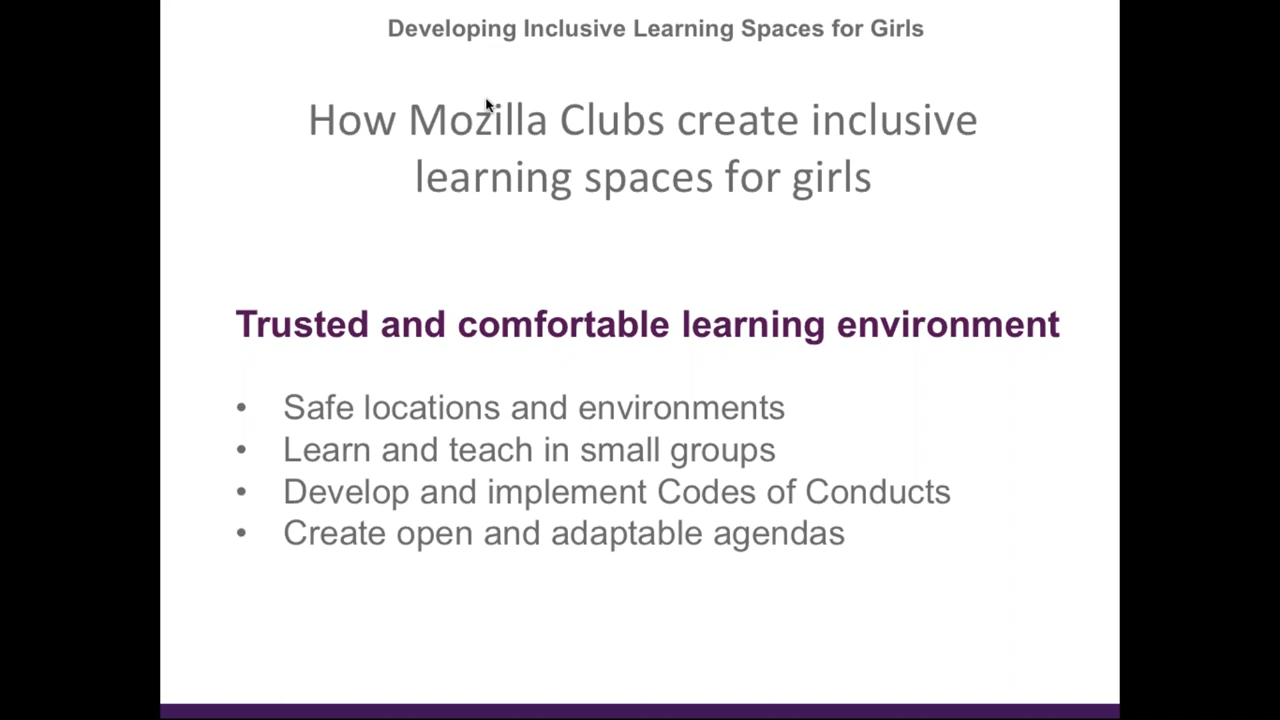 Developing Inclusive Learning Spaces for Girls
How Mozilla Clubs create inclusive
learning spaces for girls
Trusted and comfortable learning environment
• Safe locations and environments
• Learn and teach in small groups
• Develop and implement Codes of Conducts
• Create open and adaptable agendas